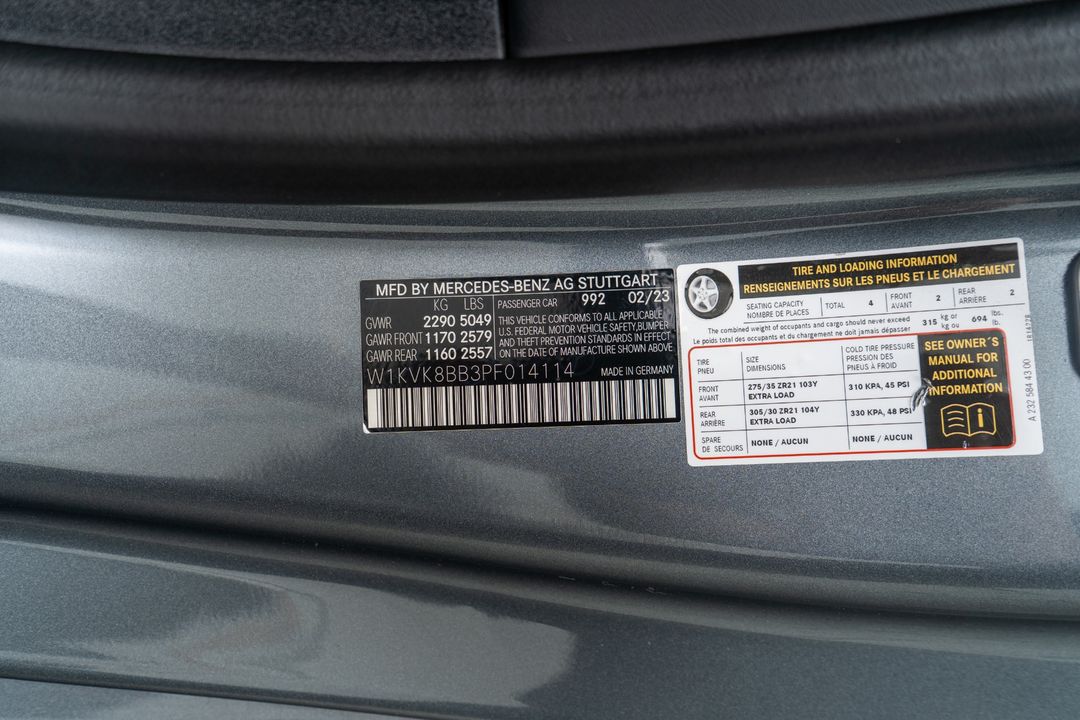 MFD BY MERCEDES-BENZ AG STUTTGART
KG LBS PASSENGER CAR 992 02/23
GVWR 2290 5049
GAWR FRONT 1170 2579
GAWR REAR 1160 2557
THIS VEHICLE CONFORMS TO ALL APPLICABLE
U.S. FEDERAL MOTOR VEHICLE SAFETY, BUMPER
AND THEFT PREVENTION STANDARDS IN EFFECT
ON THE DATE OF MANUFACTURE SHOWN ABOVE
W1KVK8BB3PF014114 MADE IN GERMANY
TIRE AND LOADING INFORMATION
RENSEIGNEMENTS SUR LES PNEUS ET LE CHARGEMENT
SEATING CAPACITY
NOMBRE DE PLACES
TOTAL 4
FRONT
AVANT
2
REAR
ARRIÈRE
2
The combined weight of occupants and cargo should never exceed
Le poids total des occupants et du chargement ne doit jamais dépasser
315 kg or
kg ou
694 lbs.
lb.
TIRE
PNEU
SIZE
DIMENSIONS
COLD TIRE PRESSURE
PRESSION DES
PNEUS À FROID
FRONT
AVANT
275/35 ZR21 103Y
EXTRA LOAD
310 KPA, 45 PSI
REAR
ARRIÈRE
305/30 ZR21 104Y
EXTRA LOAD
330 KPA, 48 PSI
SPARE
DE SECOURS
NONE / AUCUN
NONE / AUCUN
SEE OWNER'S
MANUAL FOR
ADDITIONAL
INFORMATION
A 232 584 43 00